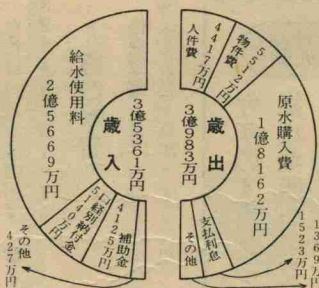 歳入
3億5361万円
給水使用料
2億5669万円
口経別納付金
5140万円
補助金
4125万円
その他
427万円
歳出
3億983万円
人件費
4417万円
物件費
5512万円
原水購入費
1億8162万円
支払利息
1523万円
その他
1369万円